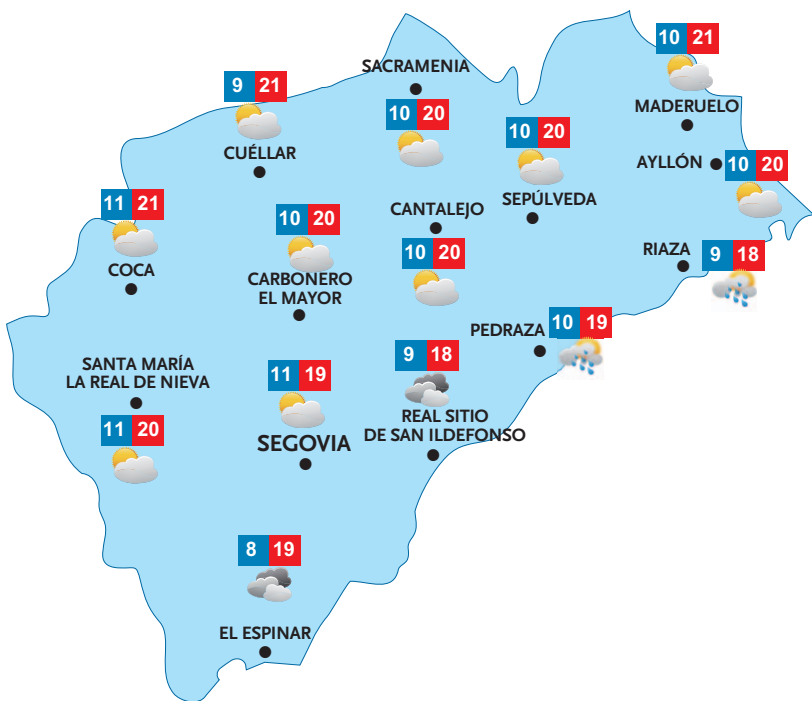 10 21
MADERUELO
SACRAMENIA
10 20
9 21
CUÉLLAR
10 20
SEPÚLVEDA
AYLLÓN
10 20
11 21
COCA
10 20
CARBONERO
EL MAYOR
CANTALEJO
10 20
RIAZA
9 18
PEDRAZA
10 19
SANTA MARÍA
LA REAL DE NIEVA
11 20
11 19
SEGOVIA
9 18
REAL SITIO
DE SAN ILDEFONSO
8 19
EL ESPINAR